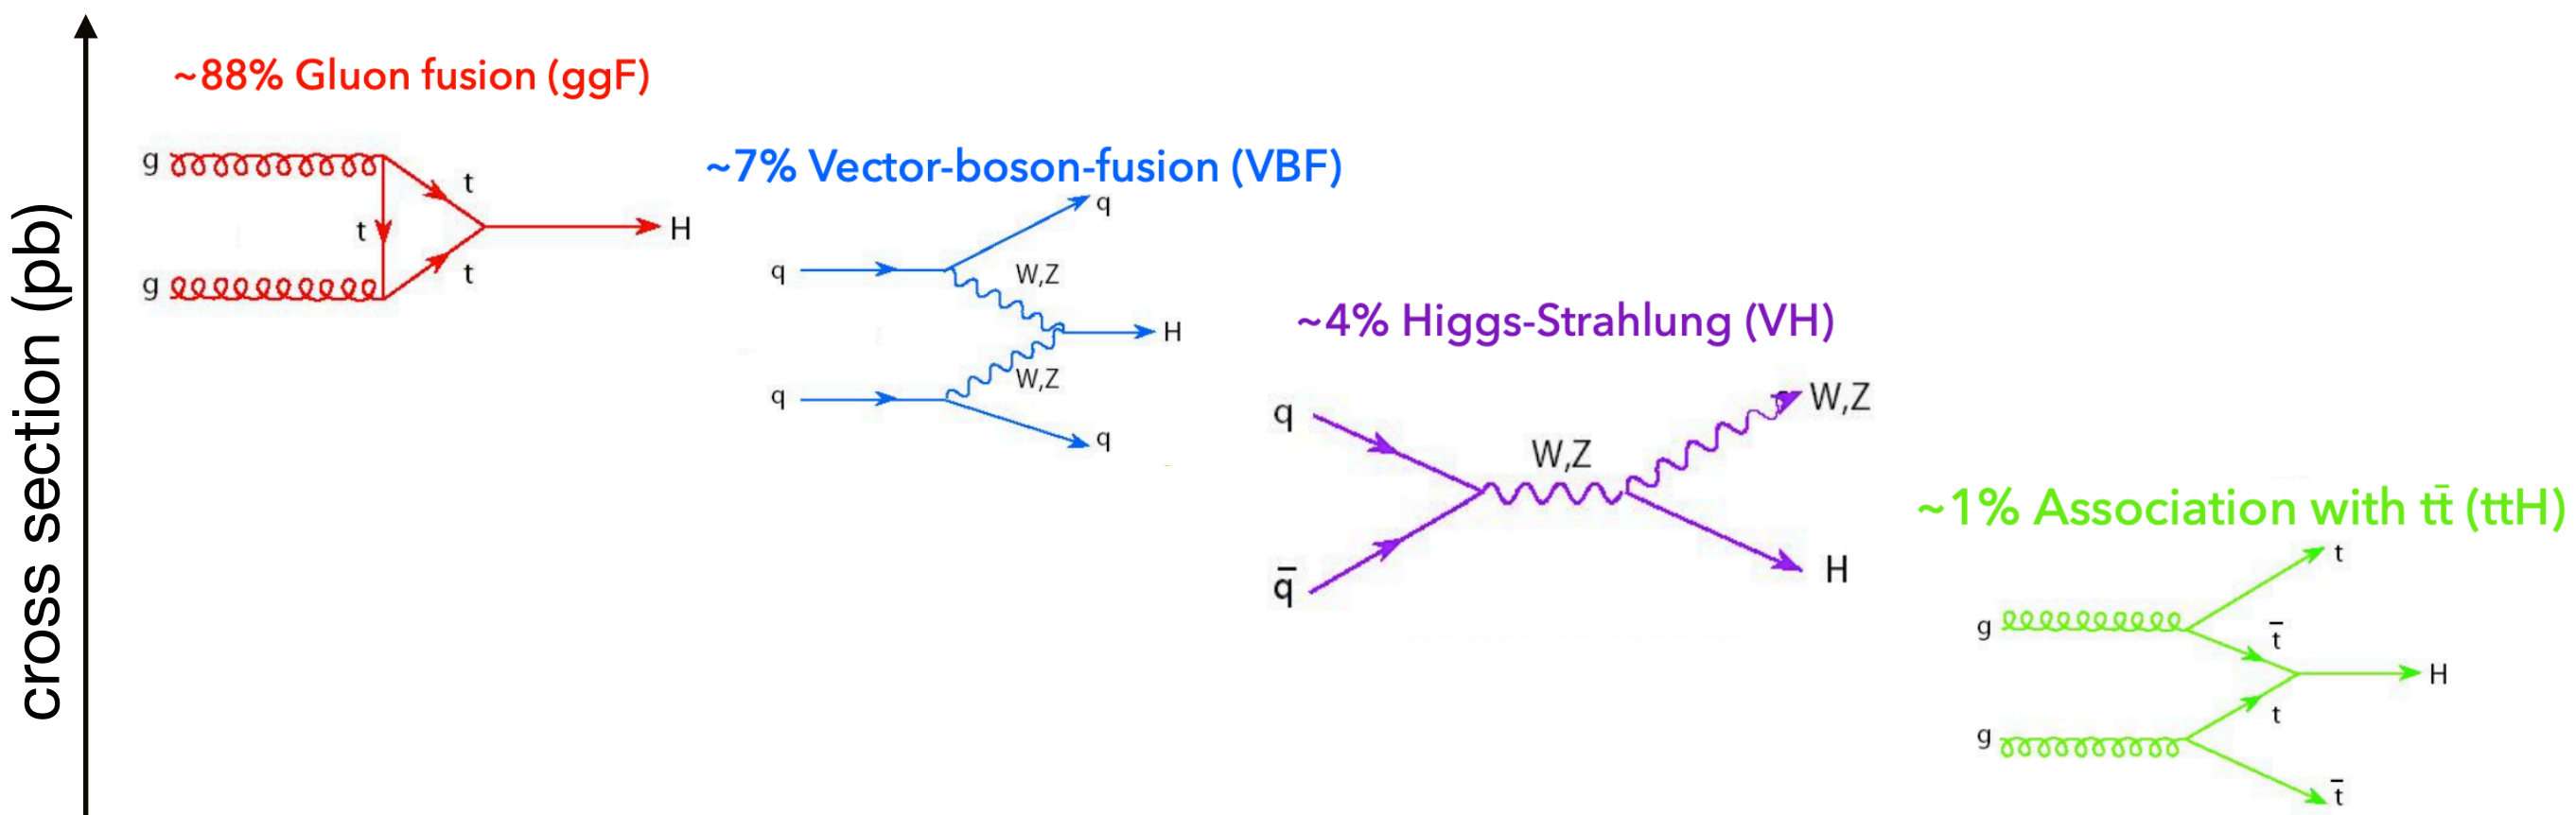 cross section (pb)
~88% Gluon fusion (ggF)
g
t
t
H
g
t
~7% Vector-boson-fusion (VBF)
q
q
W,Z
H
W,Z
q
q
~4% Higgs-Strahlung (VH)
q
W,Z
W,Z
q̄
H
~1% Association with tt̄ (ttH)
t
g
t̄
H
t
g
t̄